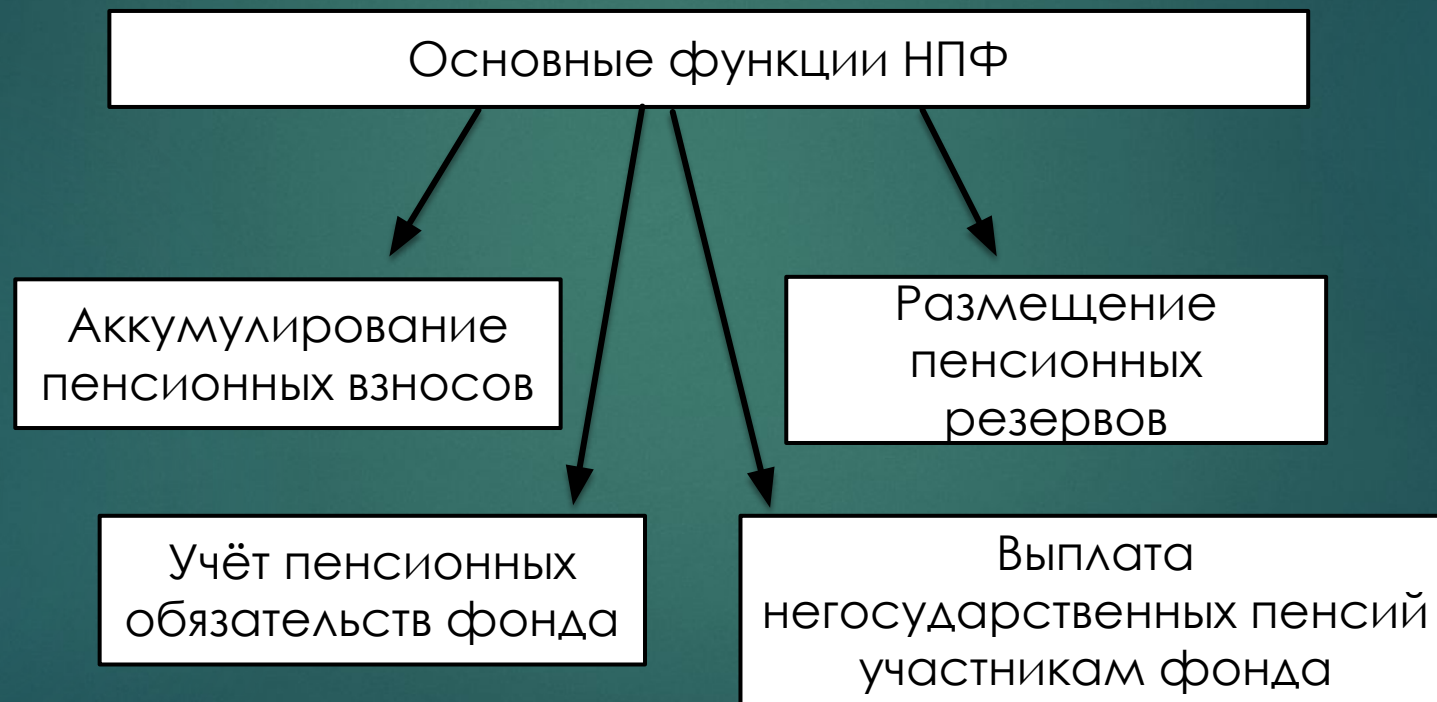 Основные функции НПФ
Аккумулирование
пенсионных взносов
Размещение
пенсионных
резервов
Учёт пенсионных
обязательств фонда
Выплата
негосударственных пенсий
участникам фонда